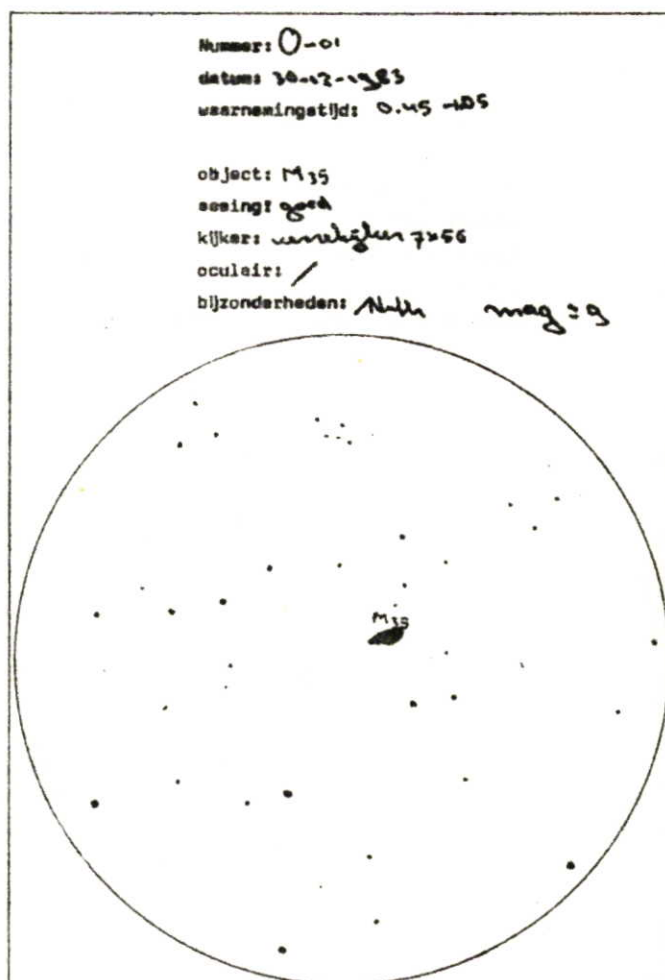 Nummer: O-01
datum: 30-12-1983
waarnemingstijd: 0.45 -1.05
object: M35
seeing: goed
kijker: verrekijker 7x56
oculair: /
bijzonderheden: mag = 9
M35